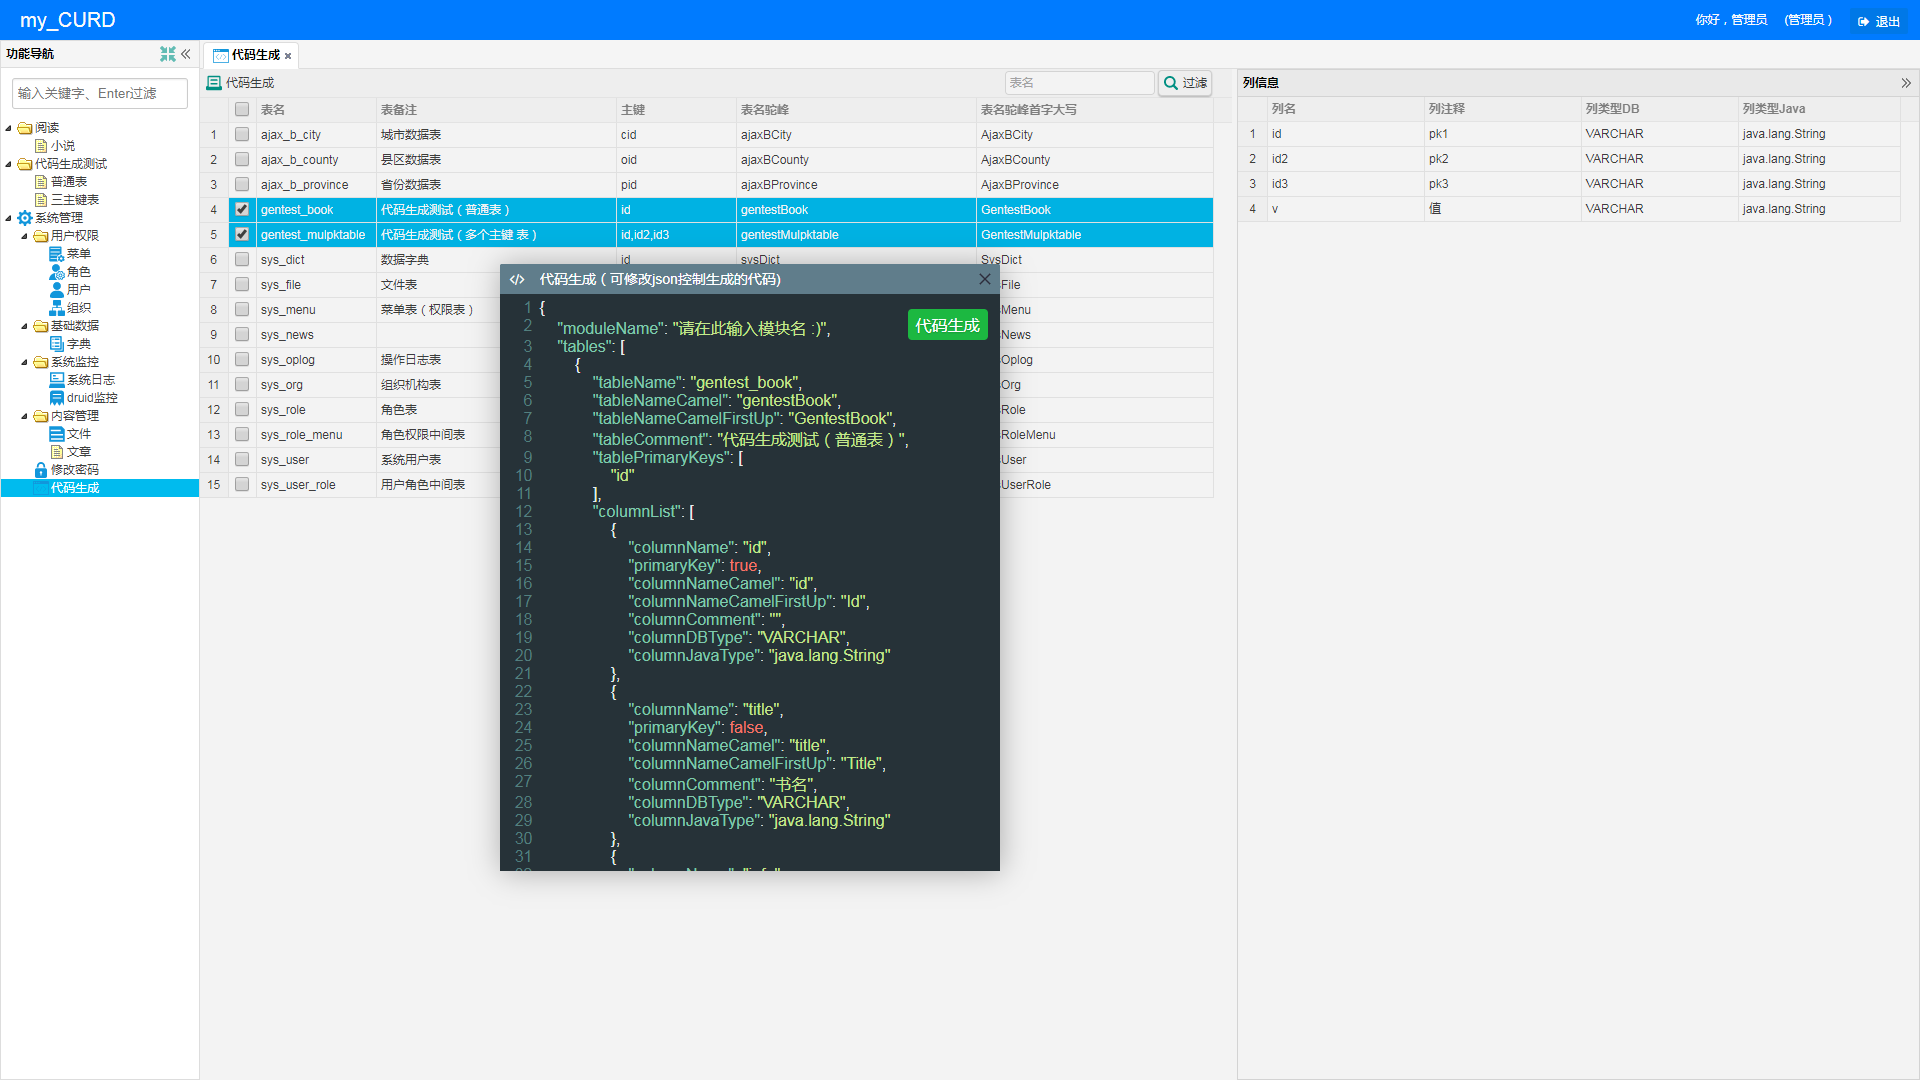 my_CURD
你好，管理员 (管理员) 退出
功能导航
代码生成
输入关键字、Enter过滤
阅读
小说
代码生成测试
普通表
三主键表
系统管理
用户权限
菜单
角色
用户
组织
基础数据
字典
系统监控
系统日志
druid监控
内容管理
文件
文章
修改密码
代码生成
代码生成
表名 过滤
表名 表备注 主键 表名驼峰 表名驼峰首字大写
1 ajax_b_city 城市数据表 cid ajaxBCity AjaxBCity
2 ajax_b_county 县区数据表 oid ajaxBCounty AjaxBCounty
3 ajax_b_province 省份数据表 pid ajaxBProvince AjaxBProvince
4 gentest_book 代码生成测试（普通表） id gentestBook GentestBook
5 gentest_mulpktable 代码生成测试（多个主键 表） id,id2,id3 gentestMulpktable GentestMulpktable
6 sys_dict 数据字典 id sysDict SysDict
7 sys_file 文件表 File
8 sys_menu 菜单表（权限表） Menu
9 sys_news News
10 sys_oplog 操作日志表 Oplog
11 sys_org 组织机构表 Org
12 sys_role 角色表 Role
13 sys_role_menu 角色权限中间表 RoleMenu
14 sys_user 系统用户表 User
15 sys_user_role 用户角色中间表 UserRole
代码生成（可修改json控制生成的代码)
代码生成
1 {
2 "moduleName": "请在此输入模块名 :)",
3 "tables": [
4 {
5 "tableName": "gentest_book",
6 "tableNameCamel": "gentestBook",
7 "tableNameCamelFirstUp": "GentestBook",
8 "tableComment": "代码生成测试（普通表）",
9 "tablePrimaryKeys": [
10 "id"
11 ],
12 "columnList": [
13 {
14 "columnName": "id",
15 "primaryKey": true,
16 "columnNameCamel": "id",
17 "columnNameCamelFirstUp": "Id",
18 "columnComment": "",
19 "columnDBType": "VARCHAR",
20 "columnJavaType": "java.lang.String"
21 },
22 {
23 "columnName": "title",
24 "primaryKey": false,
25 "columnNameCamel": "title",
26 "columnNameCamelFirstUp": "Title",
27 "columnComment": "书名",
28 "columnDBType": "VARCHAR",
29 "columnJavaType": "java.lang.String"
30 },
31 {
列信息
列名 列注释 列类型DB 列类型Java
1 id pk1 VARCHAR java.lang.String
2 id2 pk2 VARCHAR java.lang.String
3 id3 pk3 VARCHAR java.lang.String
4 v 值 VARCHAR java.lang.String